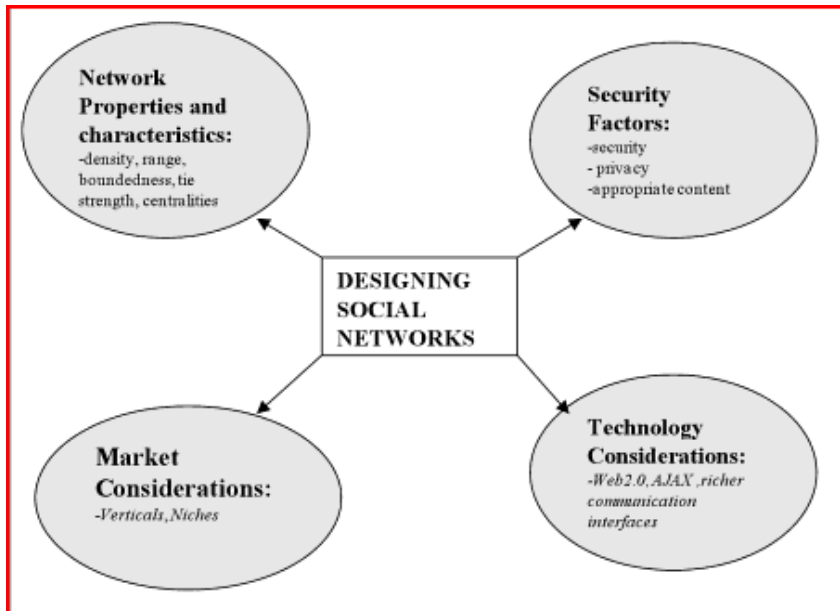 Network
Properties and
characteristics:
-density, range,
boundedness, tie
strength, centralities
Security
Factors:
-security
- privacy
-appropriate content
DESIGNING
SOCIAL
NETWORKS
Market
Considerations:
-Verticals, Niches
Technology
Considerations:
-Web2.0, AJAX ,richer
communication
interfaces